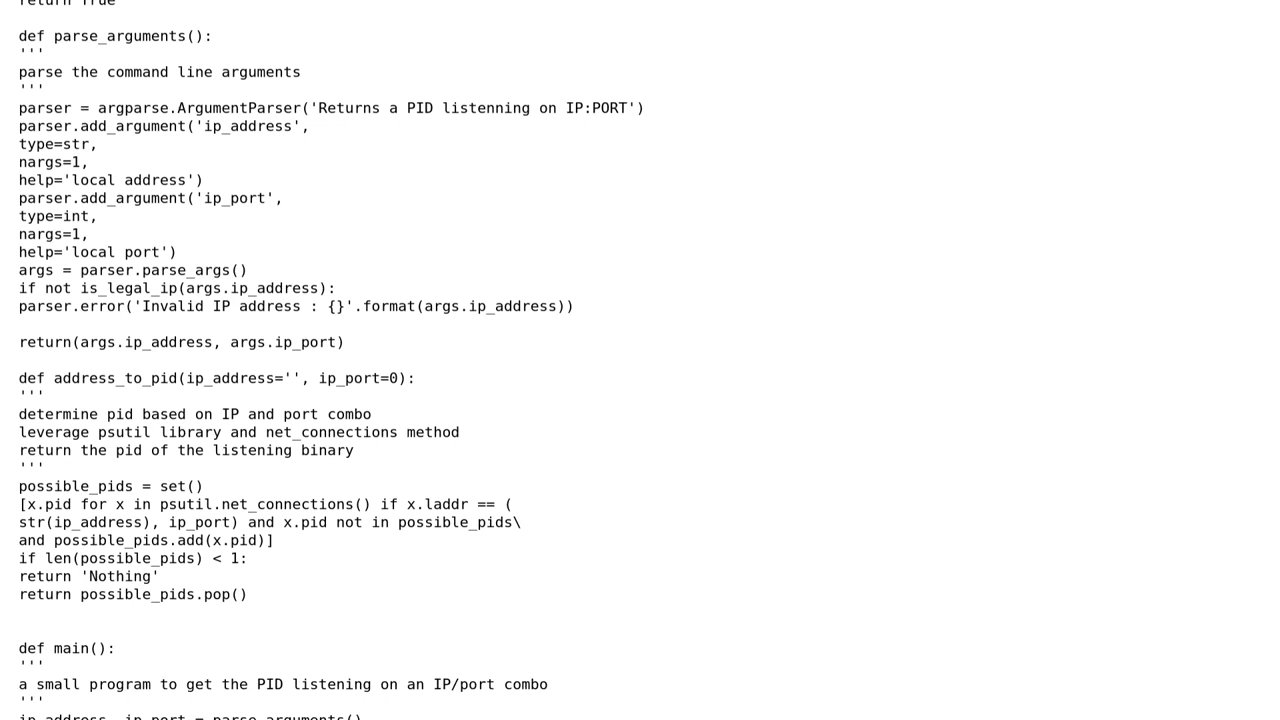 return True
def parse_arguments():
'''
parse the command line arguments
'''
parser = argparse.ArgumentParser('Returns a PID listenning on IP:PORT')
parser.add_argument('ip_address',
type=str,
nargs=1,
help='local address')
parser.add_argument('ip_port',
type=int,
nargs=1,
help='local port')
args = parser.parse_args()
if not is_legal_ip(args.ip_address):
parser.error('Invalid IP address : {}'.format(args.ip_address))
return(args.ip_address, args.ip_port)
def address_to_pid(ip_address='', ip_port=0):
'''
determine pid based on IP and port combo
leverage psutil library and net_connections method
return the pid of the listening binary
'''
possible_pids = set()
[x.pid for x in psutil.net_connections() if x.laddr == (
str(ip_address), ip_port) and x.pid not in possible_pids\
and possible_pids.add(x.pid)]
if len(possible_pids) < 1:
return 'Nothing'
return possible_pids.pop()
def main():
'''
a small program to get the PID listening on an IP/port combo
'''
ip_address, ip_port = parse_arguments()